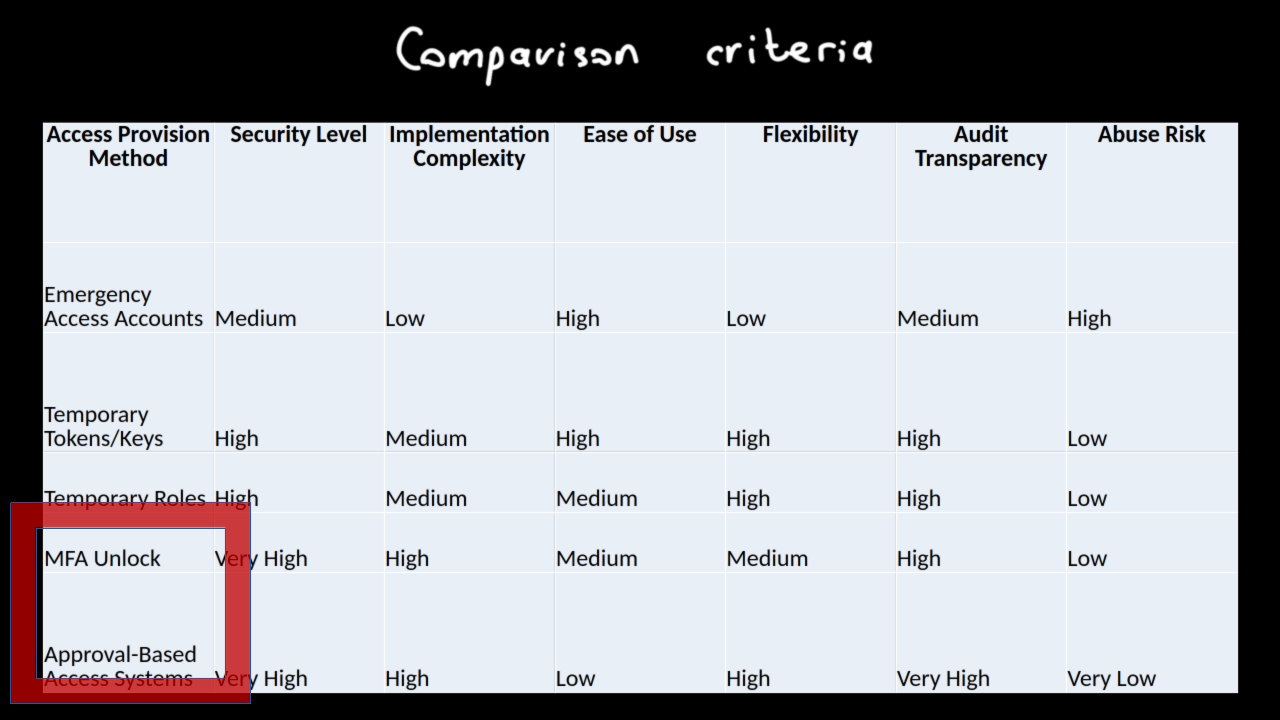 Comparison criteria
Access Provision Method Security Level Implementation Complexity Ease of Use Flexibility Audit Transparency Abuse Risk
Emergency Access Accounts Medium Low High Low Medium High
Temporary Tokens/Keys High Medium High High High Low
Temporary Roles High Medium Medium High High Low
MFA Unlock Very High High Medium Medium High Low
Approval-Based Access Systems Very High High Low High Very High Very Low